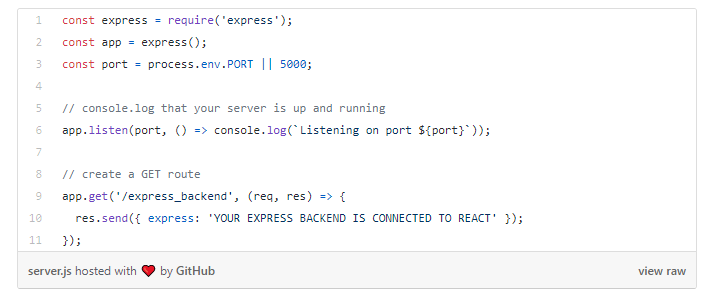 1 const express = require('express');
2 const app = express();
3 const port = process.env.PORT || 5000;
4
5 // console.log that your server is up and running
6 app.listen(port, () => console.log(`Listening on port ${port}`));
7
8 // create a GET route
9 app.get('/express_backend', (req, res) => {
10   res.send({ express: 'YOUR EXPRESS BACKEND IS CONNECTED TO REACT' });
11 });
server.js hosted with ❤ by GitHub view raw